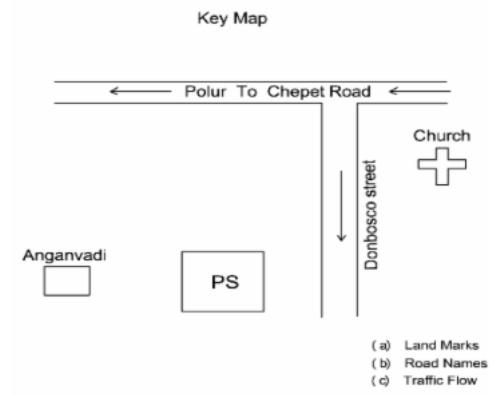 Key Map
Polur To Chepet Road
Church
Donbosco street
Anganvadi
PS
(a) Land Marks
(b) Road Names
(c) Traffic Flow